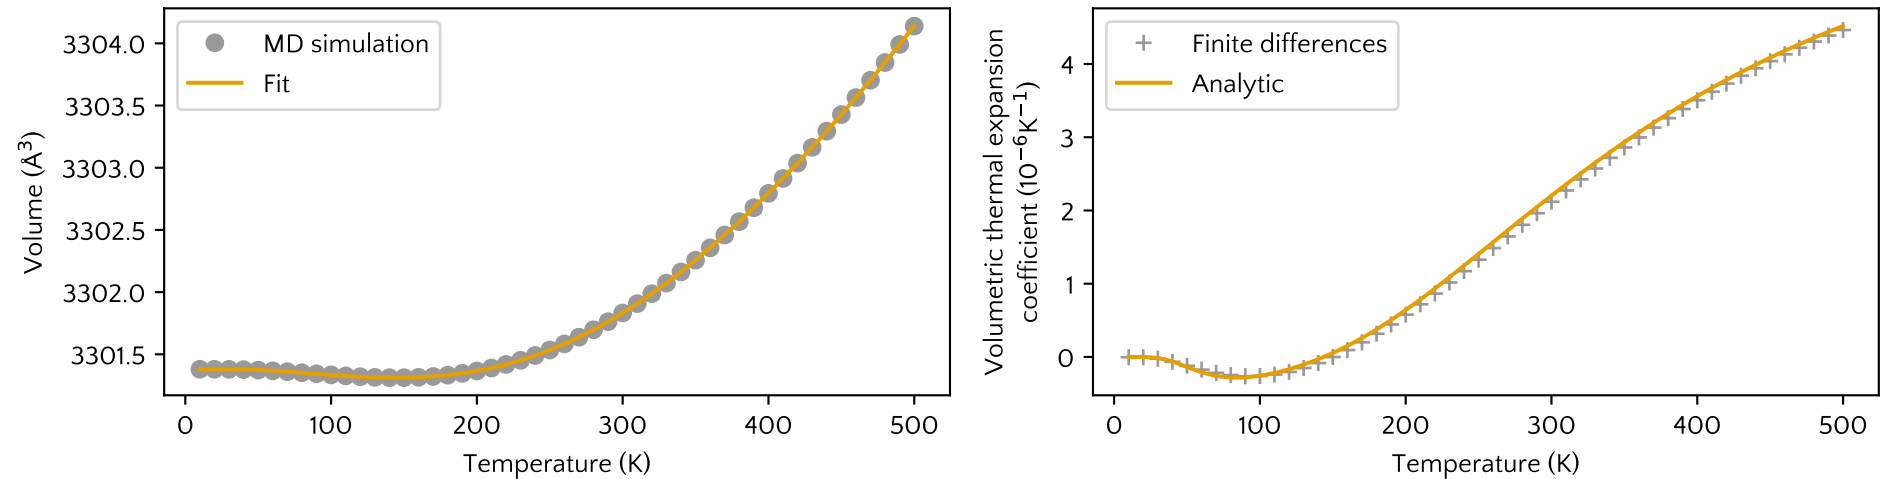 Volume (Å³)
3304.0
3303.5
3303.0
3302.5
3302.0
3301.5
MD simulation
Fit
0 100 200 300 400 500
Temperature (K)
Volumetric thermal expansion
coefficient (10⁻⁶K⁻¹)
4
3
2
1
0
Finite differences
Analytic
0 100 200 300 400 500
Temperature (K)